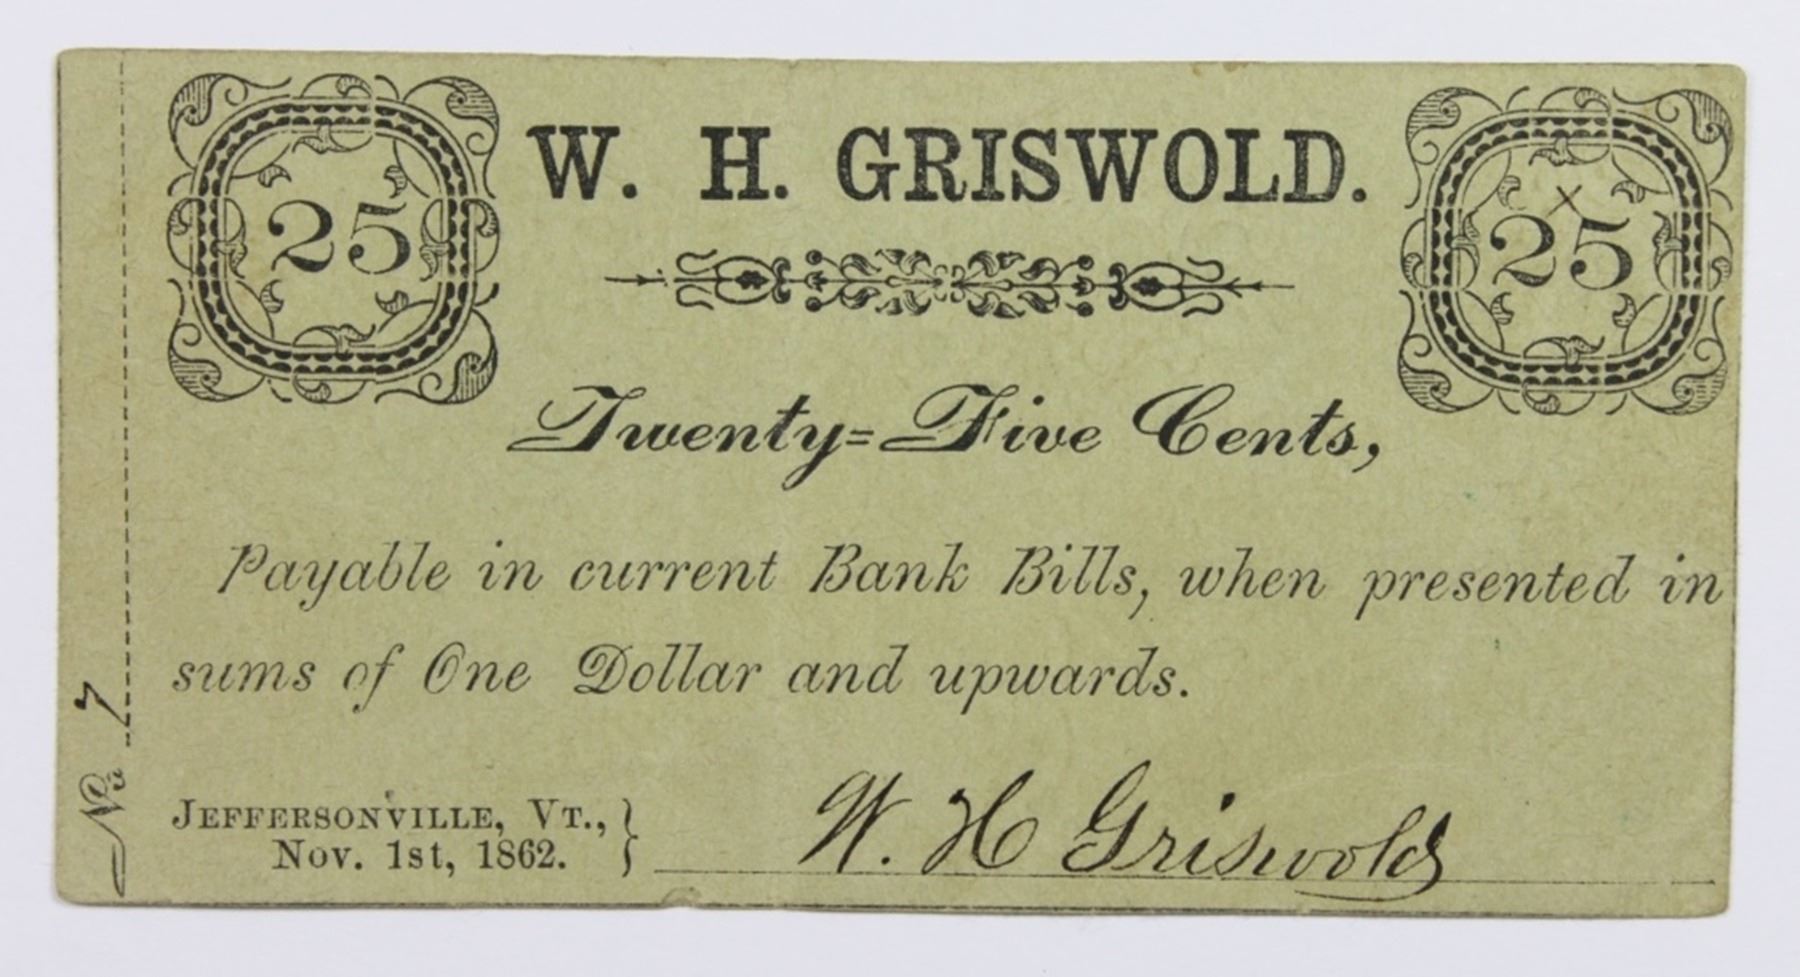 25
W. H. GRISWOLD.
x
25
Twenty=Five Cents,
Payable in current Bank Bills, when presented in
sums of One Dollar and upwards.
No. 7
JEFFERSONVILLE, VT.,
Nov. 1st, 1862.
W. H Griswold